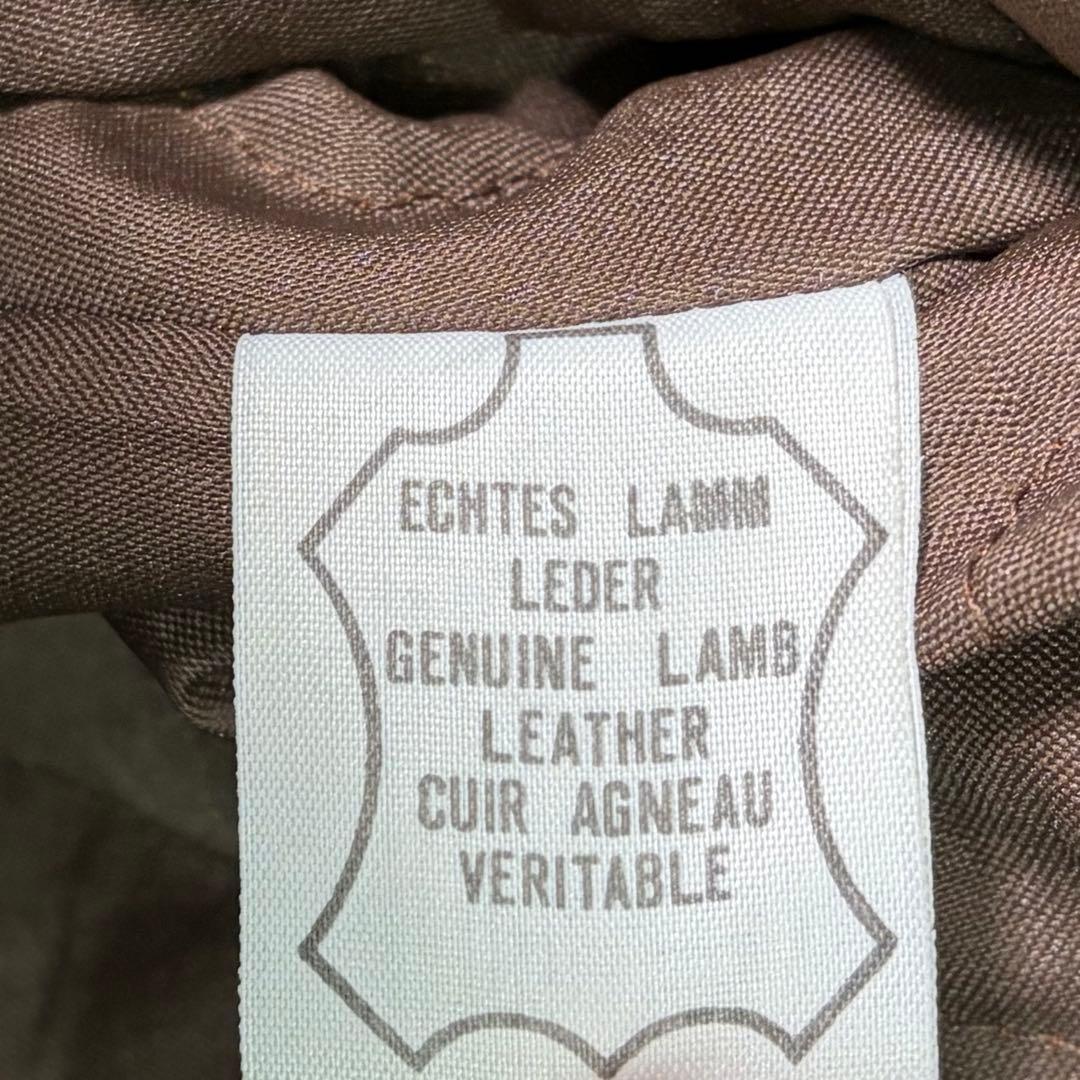 ECHTES LAMM
LEDER
GENUINE LAMB
LEATHER
CUIR AGNEAU
VERITABLE